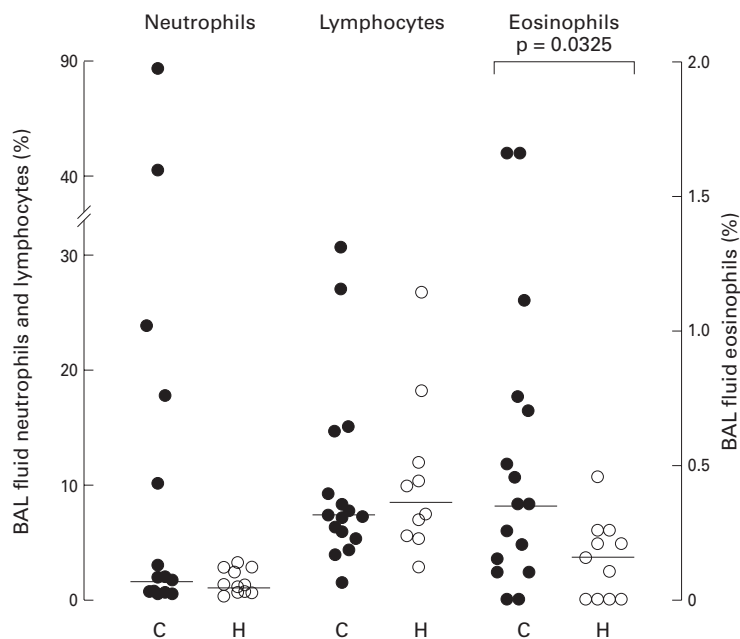 Neutrophils Lymphocytes Eosinophils
p = 0.0325
90
40
30
20
10
0
BAL fluid neutrophils and lymphocytes (%)
2.0
1.5
1.0
0.5
0
BAL fluid eosinophils (%)
C H C H C H